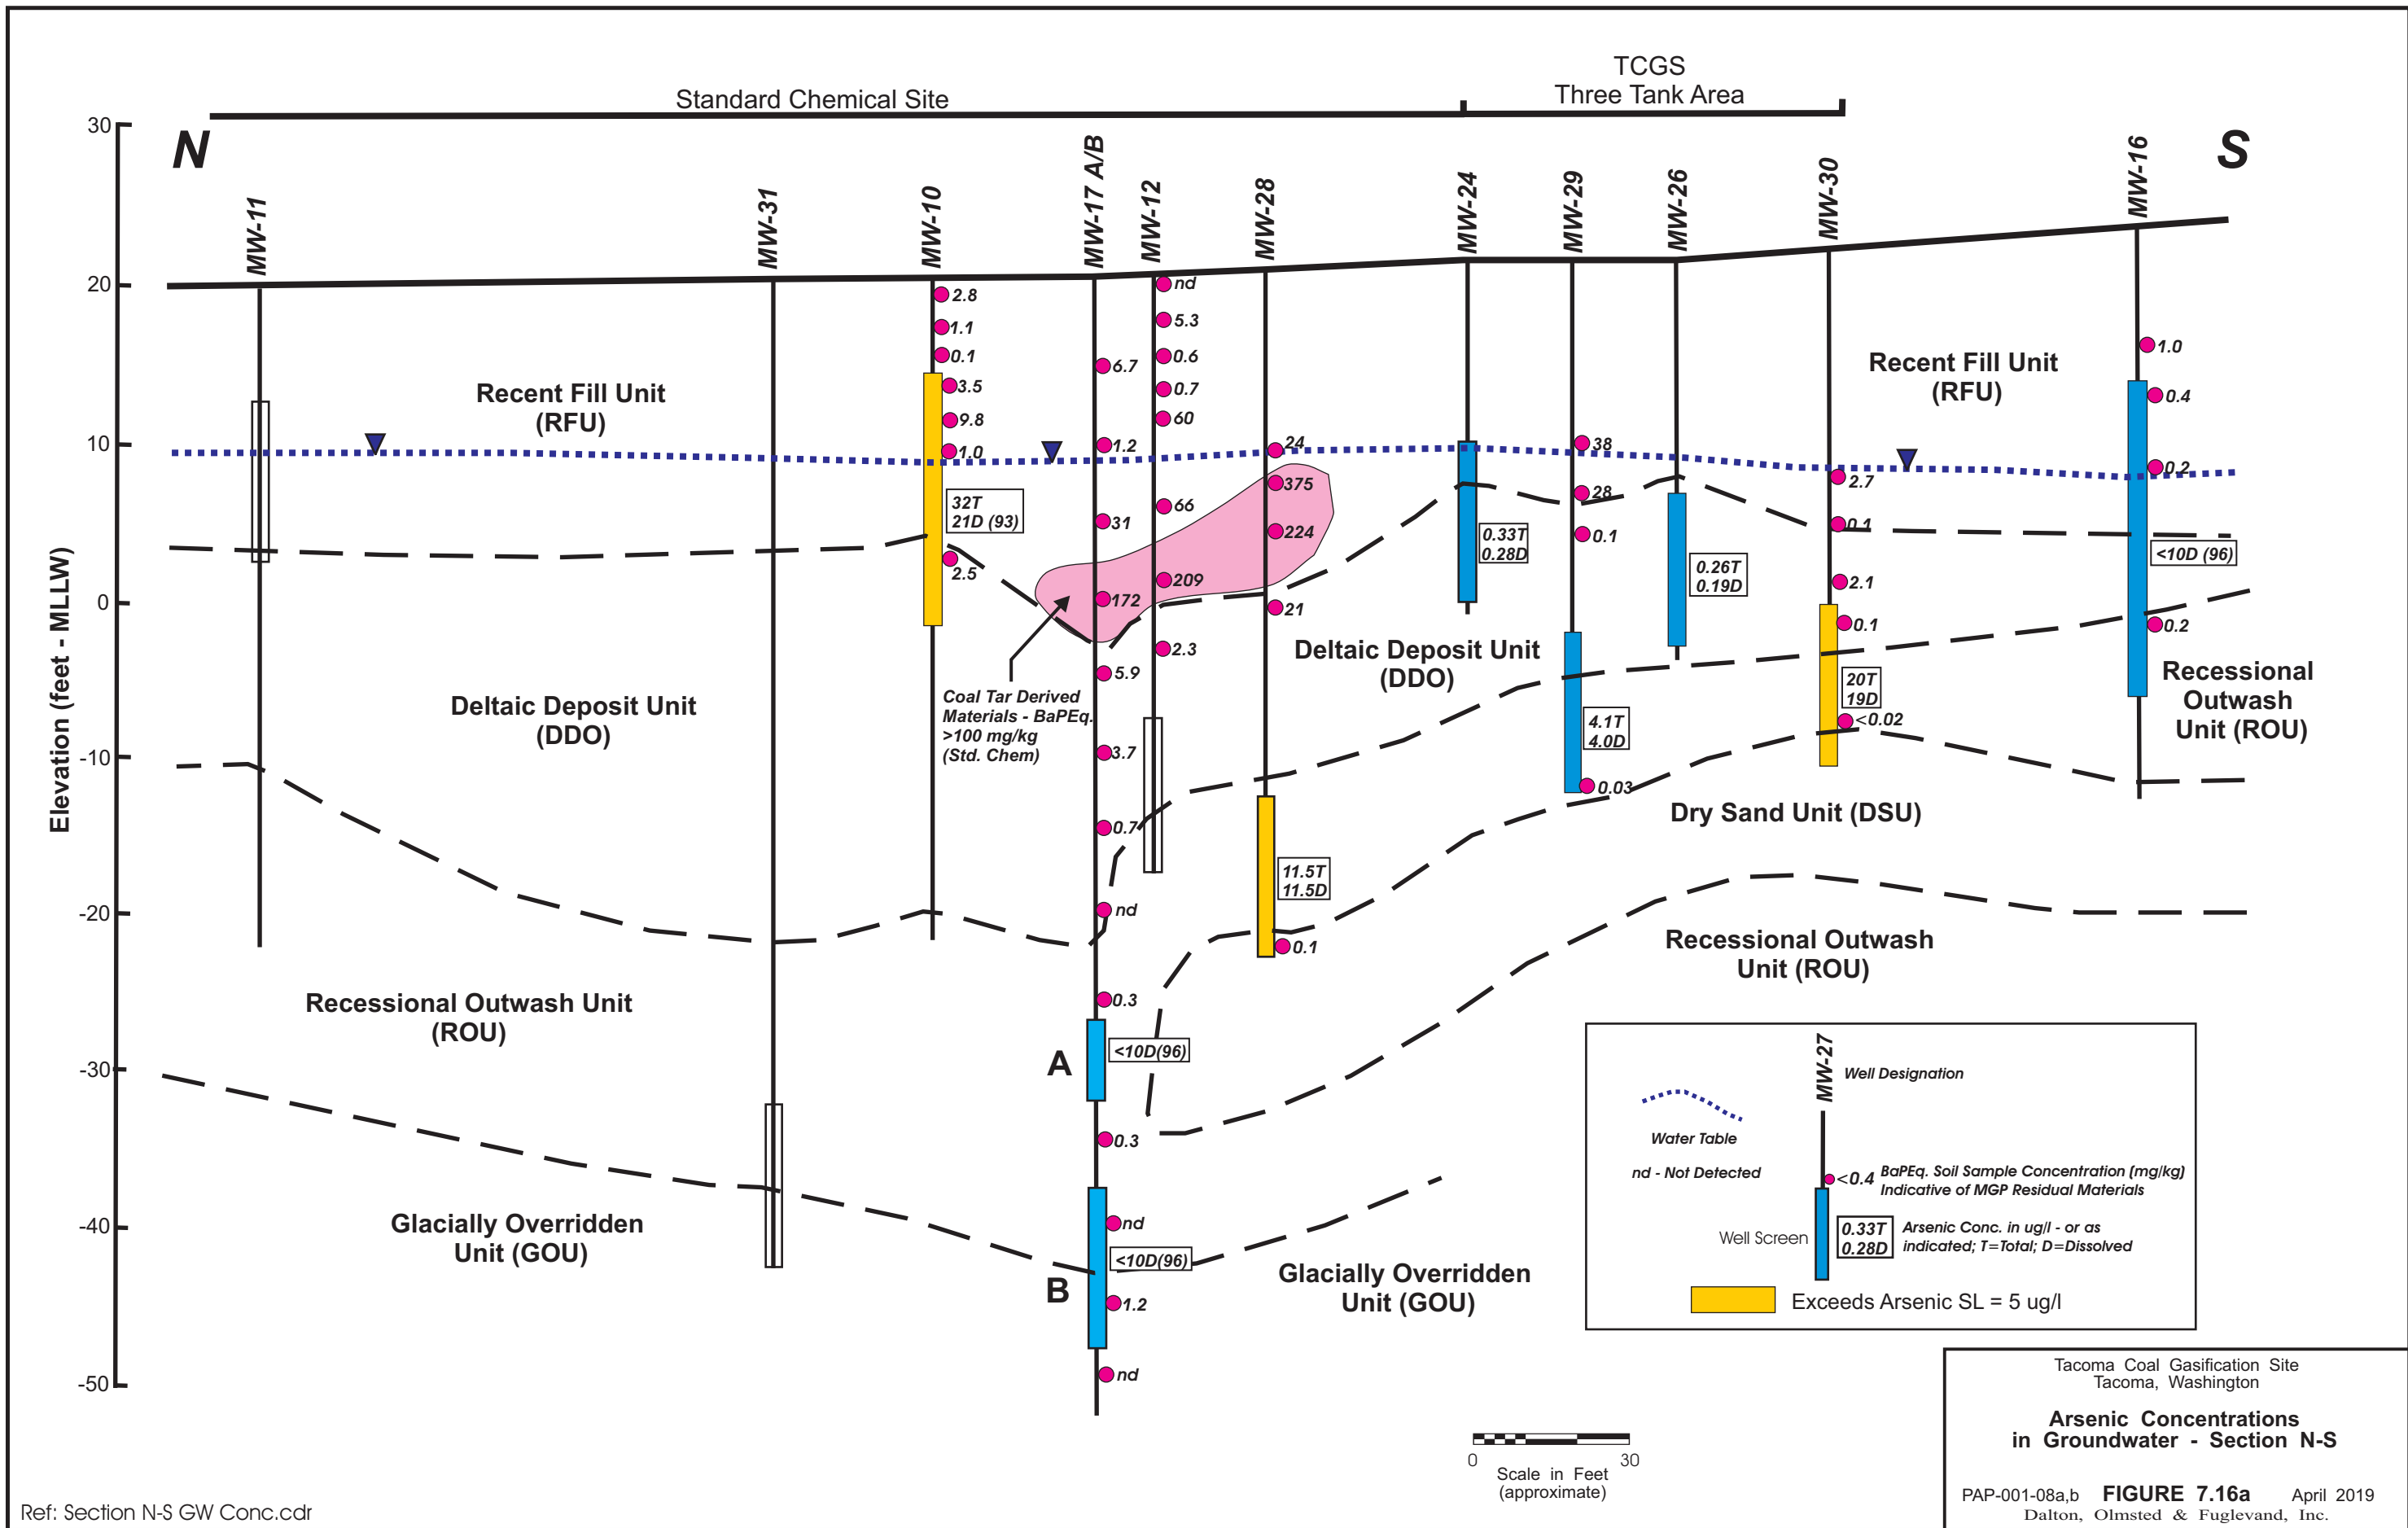 TCGS
Standard Chemical Site
Three Tank Area
N
S
MW-11
MW-31
MW-10
MW-17 A/B
MW-12
MW-28
MW-24
MW-29
MW-26
MW-30
MW-16
Elevation (feet - MLLW)
30
20
10
0
-10
-20
-30
-40
-50
2.8
1.1
0.1
3.5
9.8
1.0
32T
21D (93)
2.5
6.7
1.2
31
172
5.9
3.7
0.7
nd
0.3
A
<10D(96)
0.3
nd
<10D(96)
B
1.2
nd
nd
5.3
0.6
0.7
60
66
209
2.3
24
375
224
21
11.5T
11.5D
0.1
0.33T
0.28D
38
28
0.1
4.1T
4.0D
0.03
0.26T
0.19D
2.7
0.1
2.1
0.1
20T
19D
<0.02
1.0
0.4
0.2
<10D (96)
0.2
Recent Fill Unit
(RFU)
Recent Fill Unit
(RFU)
Deltaic Deposit Unit
(DDO)
Coal Tar Derived
Materials - BaPEq.
>100 mg/kg
(Std. Chem)
Deltaic Deposit Unit
(DDO)
Recessional
Outwash
Unit (ROU)
Dry Sand Unit (DSU)
Recessional Outwash Unit
(ROU)
Recessional Outwash
Unit (ROU)
Glacially Overridden
Unit (GOU)
Glacially Overridden
Unit (GOU)
MW-27
Well Designation
Water Table
nd - Not Detected
<0.4
BaPEq. Soil Sample Concentration (mg/kg)
Indicative of MGP Residual Materials
Well Screen
0.33T
0.28D
Arsenic Conc. in ug/l - or as
indicated; T=Total; D=Dissolved
Exceeds Arsenic SL = 5 ug/l
0
30
Scale in Feet
(approximate)
Tacoma Coal Gasification Site
Tacoma, Washington
Arsenic Concentrations
in Groundwater - Section N-S
PAP-001-08a,b FIGURE 7.16a April 2019
Dalton, Olmsted & Fuglevand, Inc.
Ref: Section N-S GW Conc.cdr